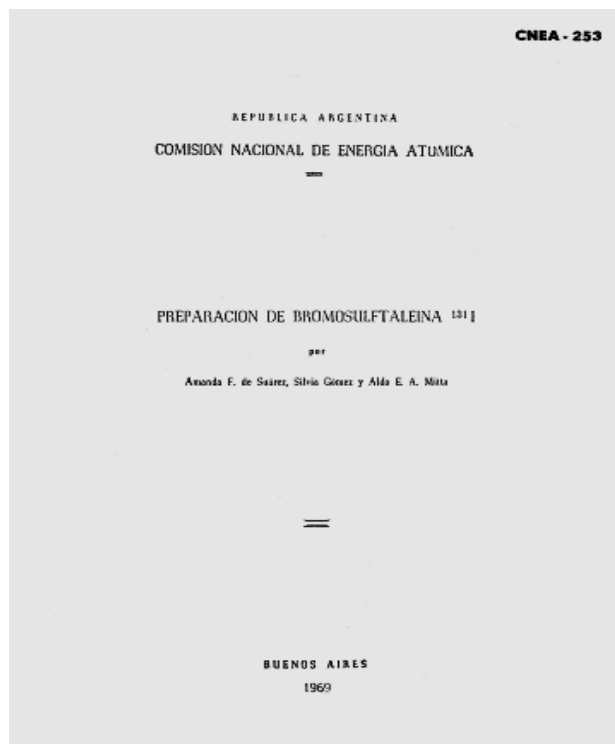 CNEA - 253
REPUBLICA ARGENTINA
COMISION NACIONAL DE ENERGIA ATOMICA
PREPARACION DE BROMOSULFTALEINA ¹³¹I
por
Amanda F. de Suárez, Silvia Gómez y Aldo E. A. Mitta
BUENOS AIRES
1969